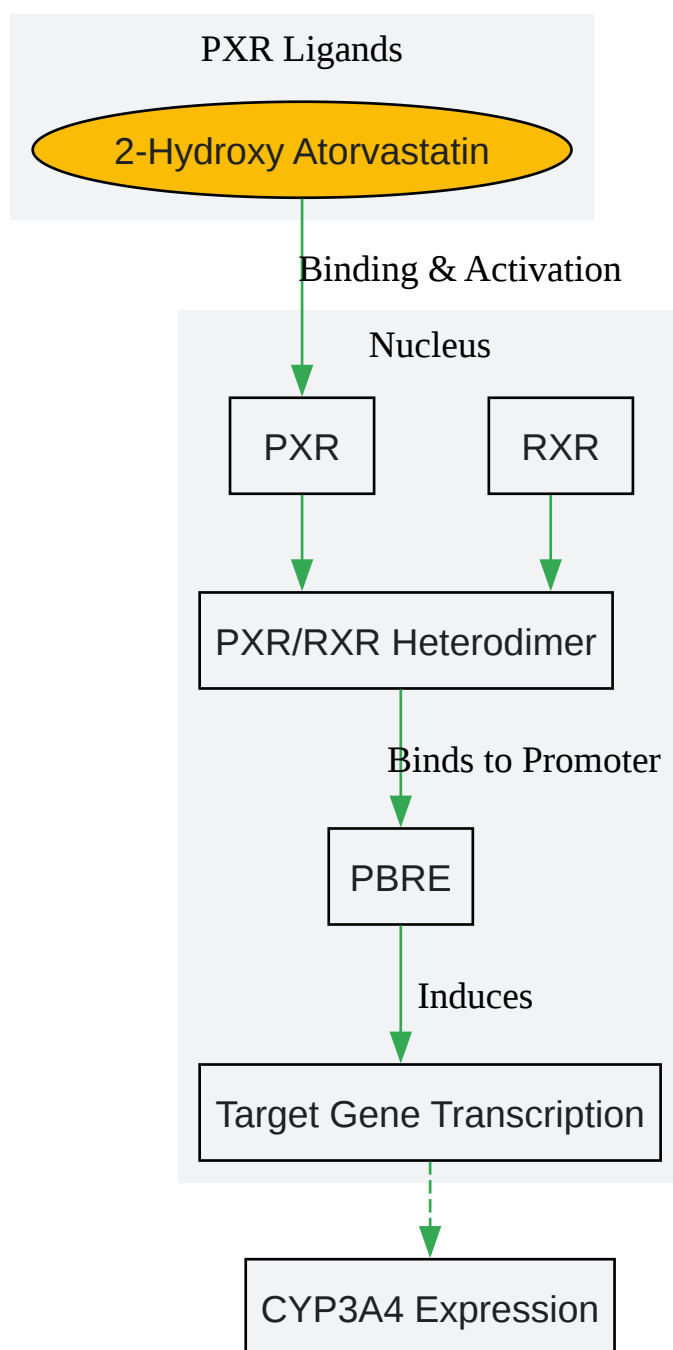 PXR Ligands
2-Hydroxy Atorvastatin
Binding & Activation
Nucleus
PXR
RXR
PXR/RXR Heterodimer
Binds to Promoter
PBRE
Induces
Target Gene Transcription
CYP3A4 Expression